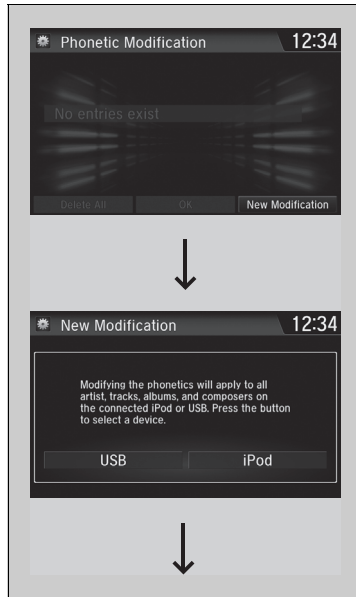 Phonetic Modification 12:34
No entries exist
Delete All OK New Modification
New Modification 12:34
Modifying the phonetics will apply to all
artist, tracks, albums, and composers on
the connected iPod or USB. Press the button
to select a device.
USB iPod